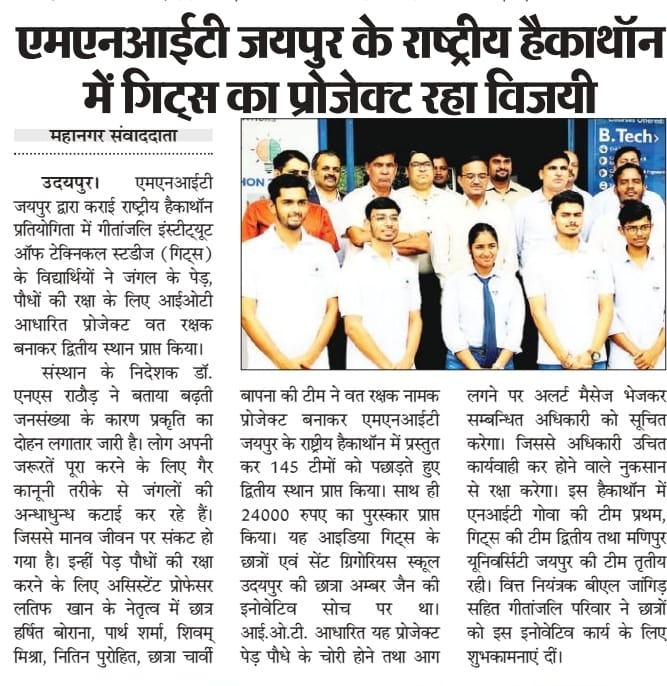 एमएनआईटी जयपुर के राष्ट्रीय हैकाथॉन
में गिट्स का प्रोजेक्ट रहा विजयी
महानगर संवाददाता
HON 2
B.Tech
उदयपुर। एमएनआईटी
जयपुर द्वारा कराई राष्ट्रीय हैकाथॉन
प्रतियोगिता में गीतांजलि इंस्टीट्यूट
ऑफ टेक्निकल स्टडीज (गिट्स)
के विद्यार्थियों ने जंगल के पेड़,
पौधों की रक्षा के लिए आईओटी
आधारित प्रोजेक्ट वत रक्षक
बनाकर द्वितीय स्थान प्राप्त किया।
संस्थान के निदेशक डॉ.
एनएस राठौड़ ने बताया बढ़ती
जनसंख्या के कारण प्रकृति का
दोहन लगातार जारी है। लोग अपनी
जरूरतें पूरा करने के लिए गैर
कानूनी तरीके से जंगलों की
अन्धाधुन्ध कटाई कर रहे हैं।
जिससे मानव जीवन पर संकट हो
गया है। इन्हीं पेड़ पौधों की रक्षा
करने के लिए असिस्टेंट प्रोफेसर
लतिफ खान के नेतृत्व में छात्र
हर्षित बोराना, पार्थ शर्मा, शिवम्
मिश्रा, नितिन पुरोहित, छात्रा चार्वी
बापना की टीम ने वत रक्षक नामक
प्रोजेक्ट बनाकर एमएनआईटी
जयपुर के राष्ट्रीय हैकाथॉन में प्रस्तुत
कर 145 टीमों को पछाड़ते हुए
द्वितीय स्थान प्राप्त किया। साथ ही
24000 रुपए का पुरस्कार प्राप्त
किया। यह आइडिया गिट्स के
छात्रों एवं सेंट ग्रिगोरियस स्कूल
उदयपुर की छात्रा अम्बर जैन की
इनोवेटिव सोच पर था।
आई.ओ.टी. आधारित यह प्रोजेक्ट
पेड़ पौधे के चोरी होने तथा आग
लगने पर अलर्ट मैसेज भेजकर
सम्बन्धित अधिकारी को सूचित
करेगा। जिससे अधिकारी उचित
कार्यवाही कर होने वाले नुकसान
से रक्षा करेगा। इस हैकाथॉन में
एनआईटी गोवा की टीम प्रथम,
गिट्स की टीम द्वितीय तथा मणिपुर
यूनिवर्सिटी जयपुर की टीम तृतीय
रही। वित्त नियंत्रक बीएल जांगिड़
सहित गीतांजलि परिवार ने छात्रों
को इस इनोवेटिव कार्य के लिए
शुभकामनाएं दीं।